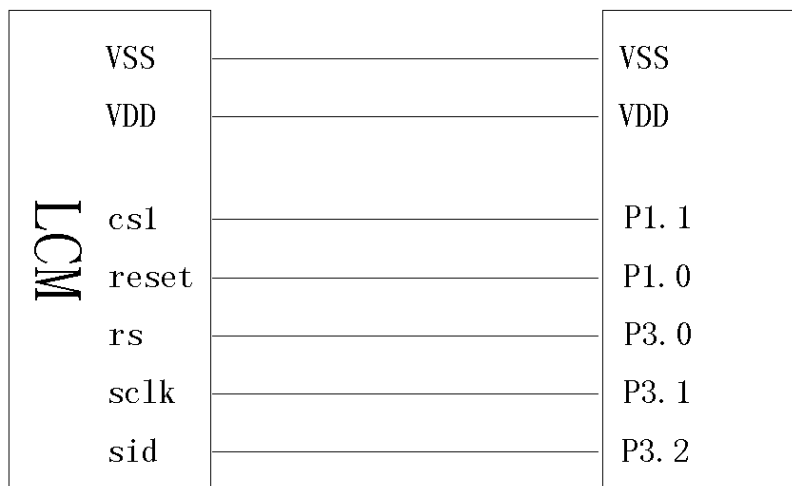 VSS VSS
VDD VDD
LCM
cs1 P1.1
reset P1.0
rs P3.0
sclk P3.1
sid P3.2